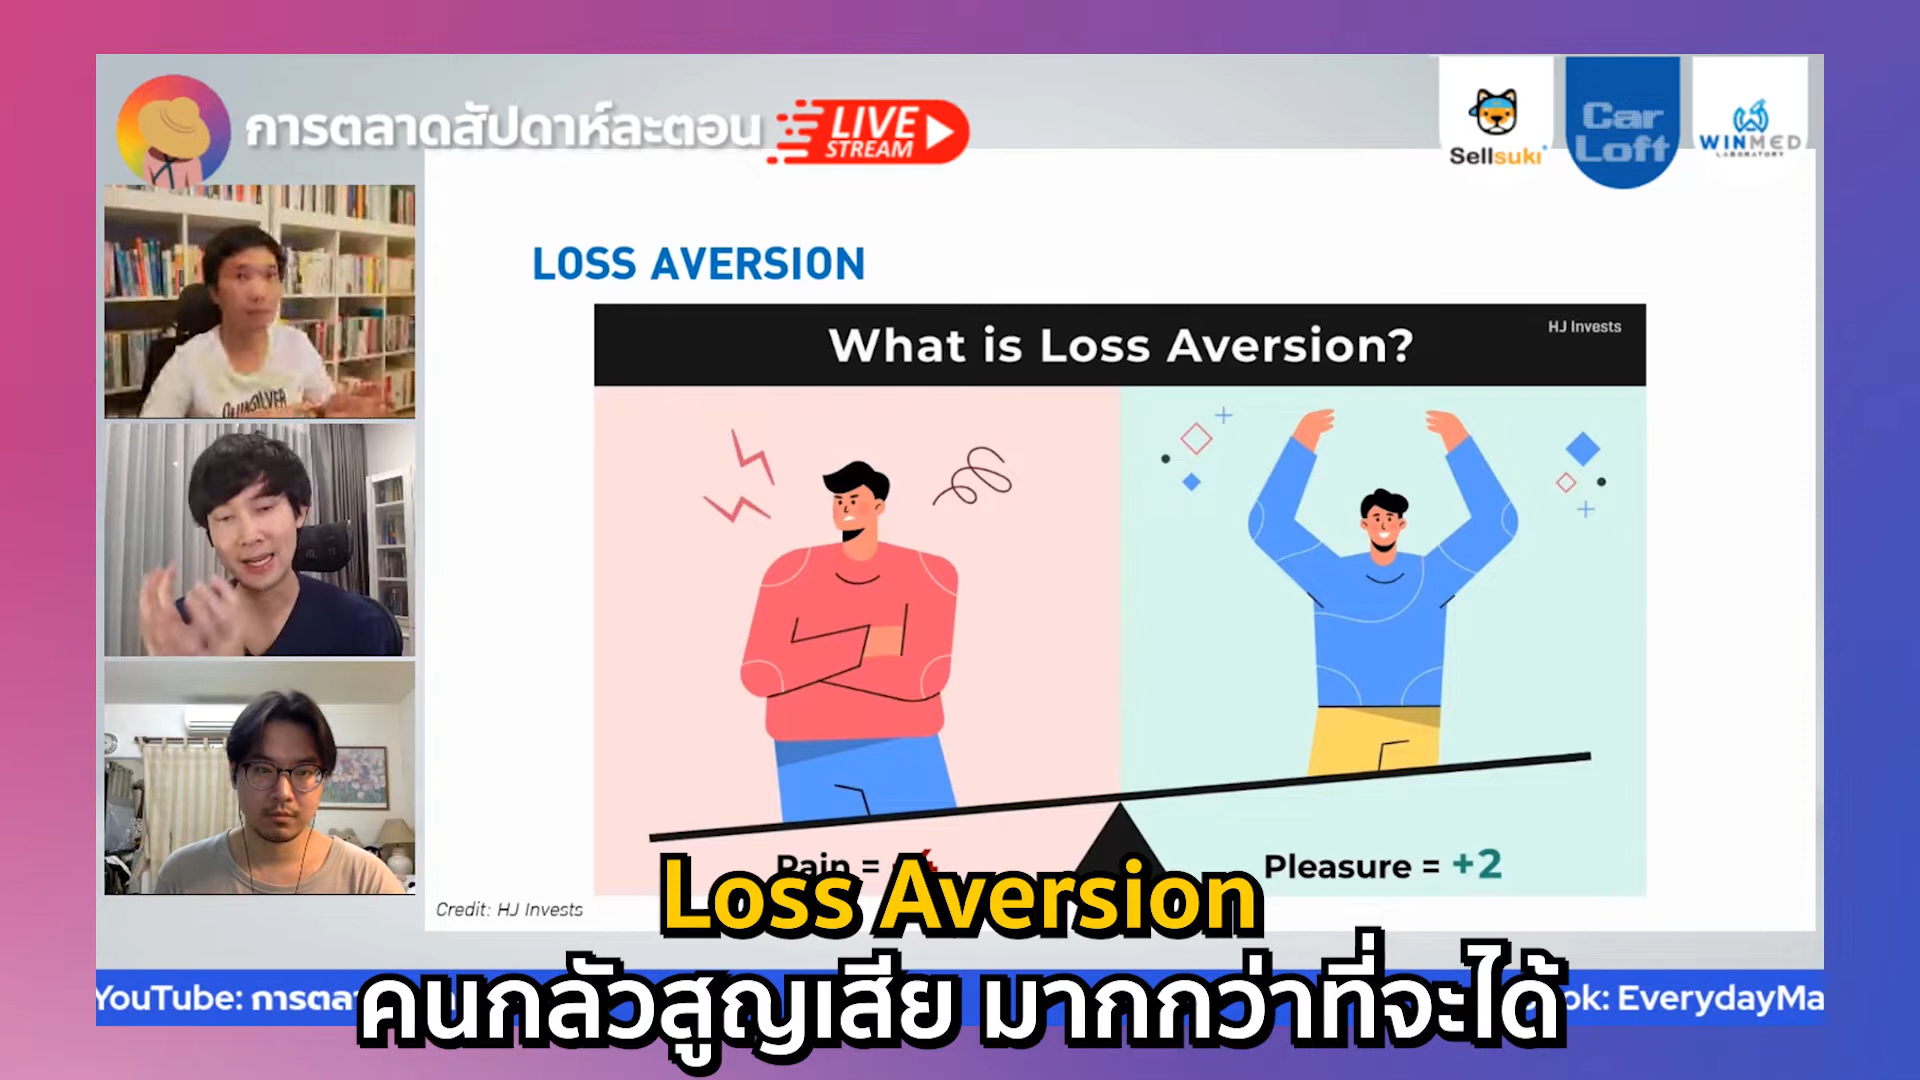 การตลาดสัปดาห์ละตอน
LIVE
STREAM
Sellsuki
Car
Loft
WINMED
LABORATORY
QUIKSILVER
LOSS AVERSION
What is Loss Aversion?
HJ Invests
Pain =
Pleasure = +2
Credit: HJ Invests
Loss Aversion
YouTube: การตลา
ok: EverydayMa
คนกลัวสูญเสีย มากกว่าที่จะได้